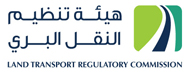 هيئة تنظيم
النقل البري
LAND TRANSPORT REGULATORY COMMISSION